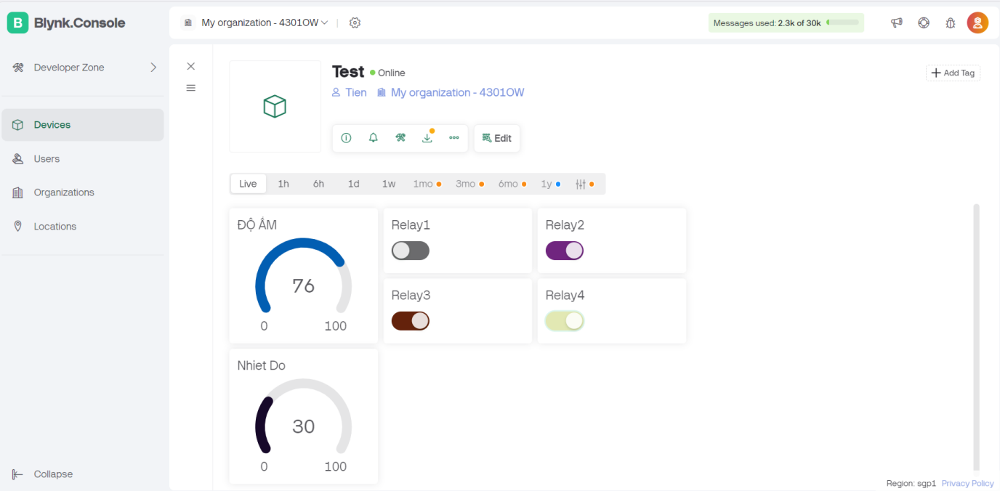 B Blynk.Console
My organization - 4301OW
Messages used: 2.3k of 30k
Developer Zone
Devices
Users
Organizations
Locations
Collapse
Test Online
Tien My organization - 4301OW
Add Tag
Edit
Live 1h 6h 1d 1w 1mo 3mo 6mo 1y
ĐỘ ẨM
76
0 100
Relay1
Relay2
Relay3
Relay4
Nhiet Do
30
0 100
Region: sgp1 Privacy Policy